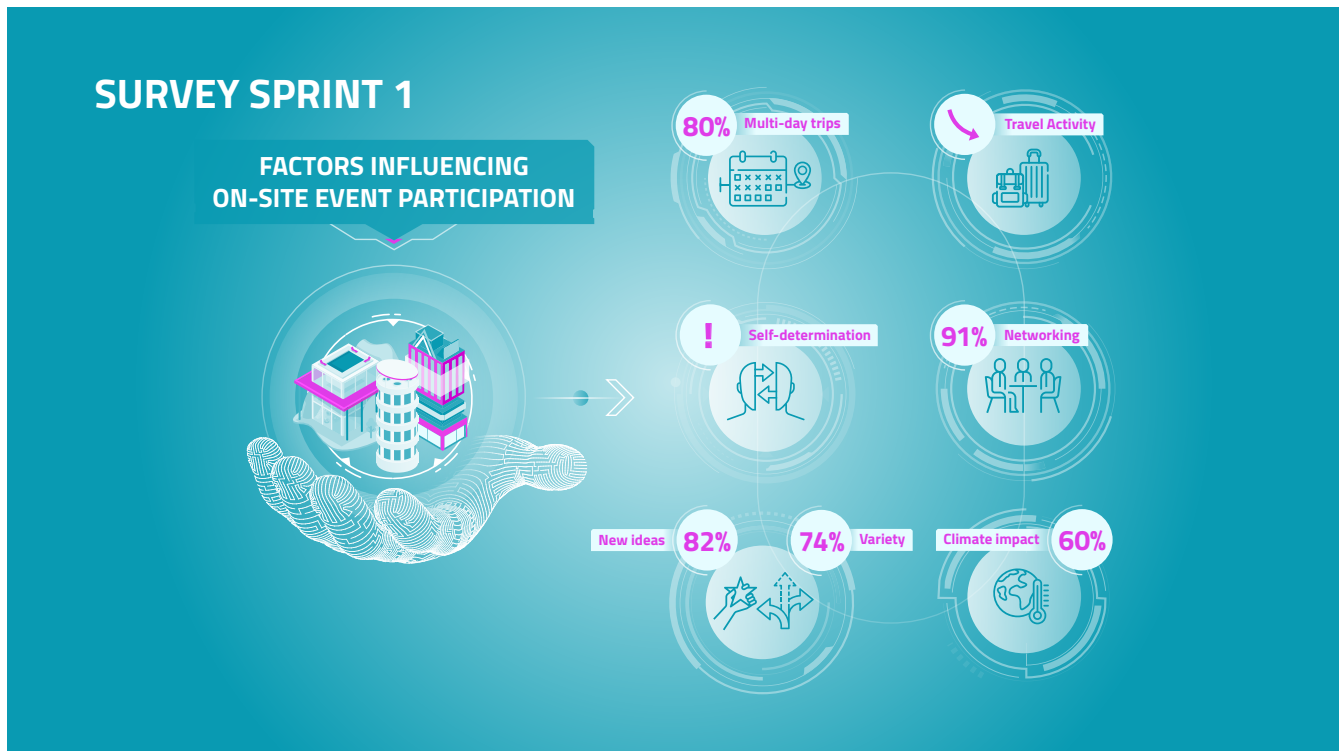 SURVEY SPRINT 1
FACTORS INFLUENCING
ON-SITE EVENT PARTICIPATION
80% Multi-day trips
Travel Activity
! Self-determination
91% Networking
New ideas 82%
74% Variety
Climate impact 60%